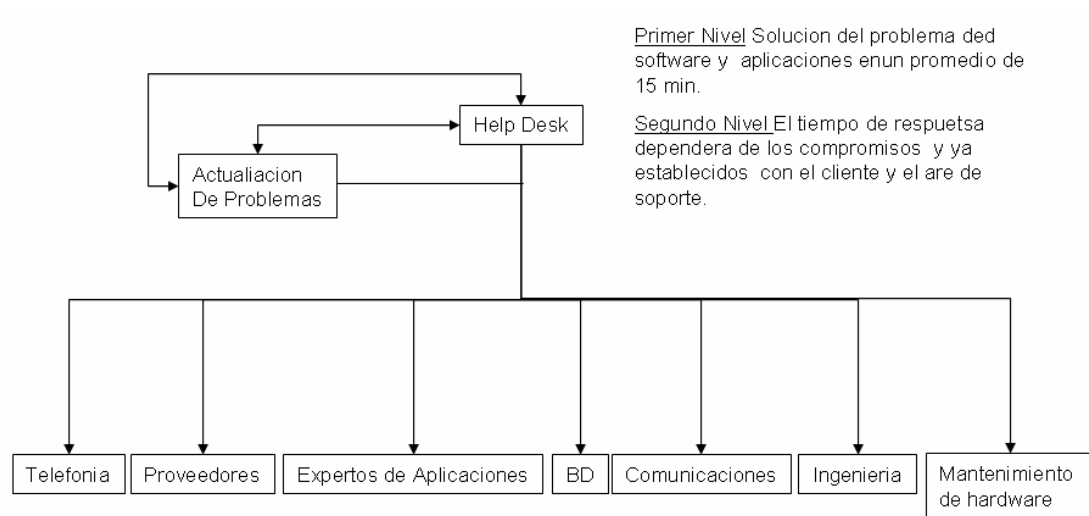 Primer Nivel Solucion del problema ded
software y aplicaciones enun promedio de
15 min.
Segundo Nivel El tiempo de respuetsa
dependera de los compromisos y ya
establecidos con el cliente y el are de
soporte.
Help Desk
Actualiacion
De Problemas
Telefonia
Proveedores
Expertos de Aplicaciones
BD
Comunicaciones
Ingenieria
Mantenimiento
de hardware